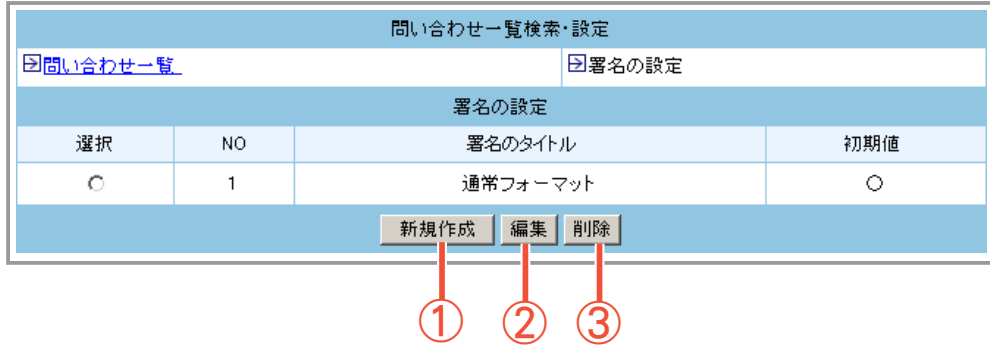 問い合わせ一覧検索・設定
問い合わせ一覧 署名の設定
署名の設定
選択 NO 署名のタイトル 初期値
1 通常フォーマット ○
新規作成 編集 削除
① ② ③